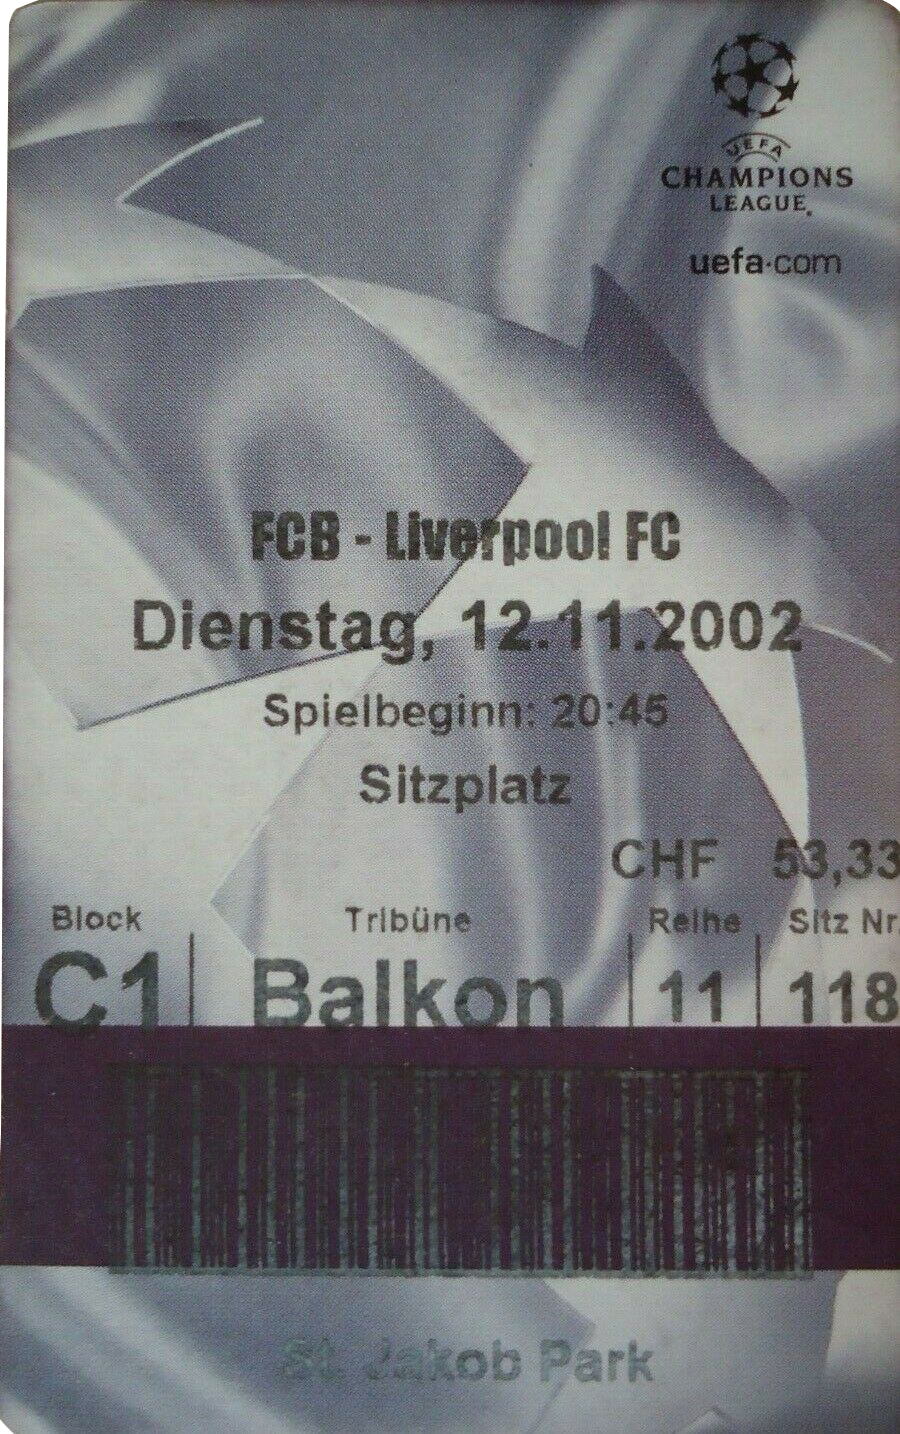 UEFA
CHAMPIONS
LEAGUE.
uefa.com
FCB - Liverpool FC
Dienstag, 12.11.2002
Spielbeginn: 20:45
Sitzplatz
CHF 53,33
Block Tribüne Reihe Sitz Nr.
C1 Balkon 11 118
St. Jakob Park